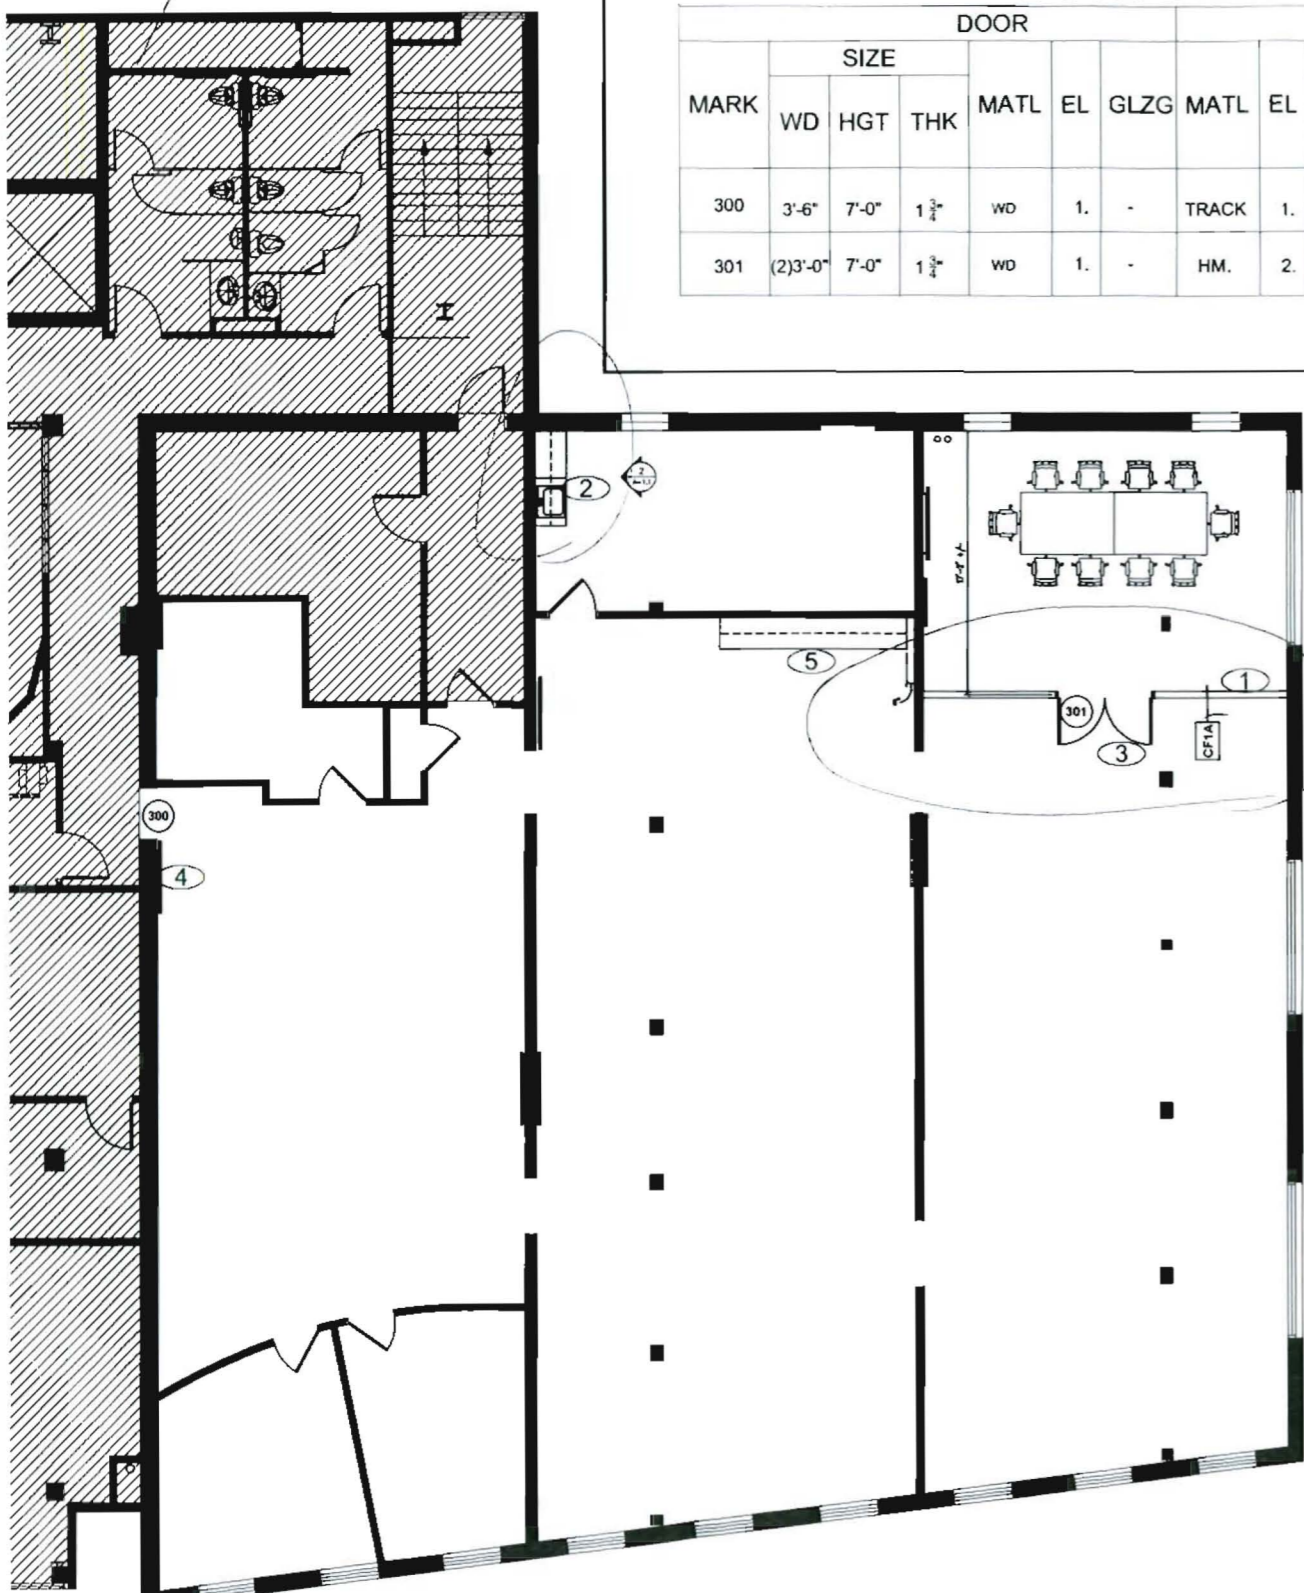 DOOR
SIZE
MARK WD HGT THK MATL EL GLZG MATL EL
300 3'-6" 7'-0" 1 3/4" WD 1. - TRACK 1.
301 (2)3'-0" 7'-0" 1 3/4" WD 1. - HM. 2.
2
2
5
1
301
3
CF1A
300
4